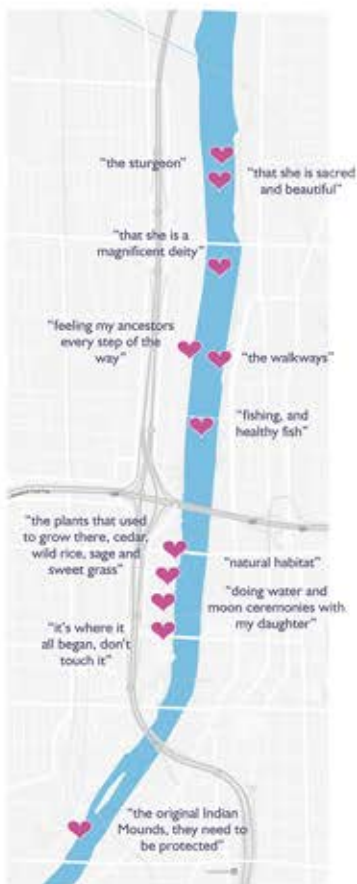 "the sturgeon"
"that she is sacred
and beautiful"
"that she is a
magnificent deity"
"feeling my ancestors
every step of the
way"
"the walkways"
"fishing, and
healthy fish"
"the plants that used
to grow there, cedar,
wild rice, sage and
sweet grass"
"natural habitat"
"doing water and
moon ceremonies with
my daughter"
"it's where it
all began, don't
touch it"
"the original Indian
Mounds, they need to
be protected"